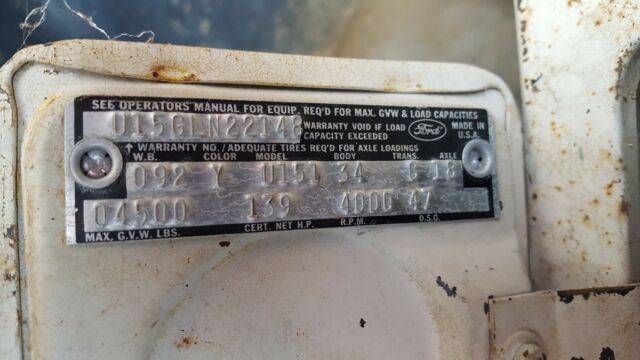 SEE OPERATORS MANUAL FOR EQUIP. REQ'D FOR MAX. GVW & LOAD CAPACITIES
U15GLN22148 WARRANTY VOID IF LOAD CAPACITY EXCEEDED Ford MADE IN U.S.A.
↑ WARRANTY NO. / ADEQUATE TIRES REQ'D FOR AXLE LOADINGS
W.B. COLOR MODEL BODY TRANS. AXLE
092 Y U151 34 G 18
04500 139 4000 47
MAX. G.V.W. LBS. CERT. NET H.P. R.P.M. D.S.O.